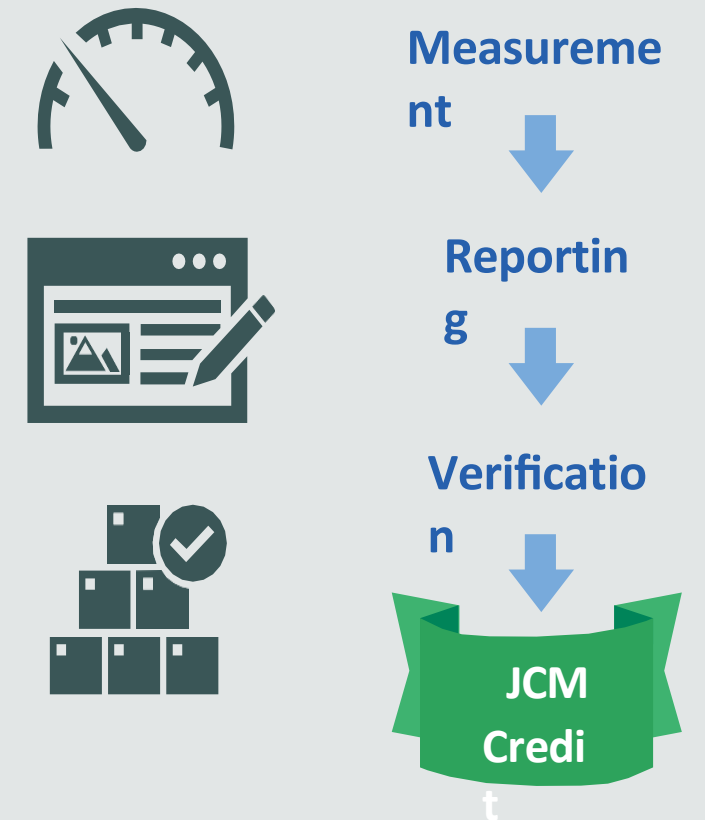 Measureme
nt
Reportin
g
Verificatio
n
JCM
Credi
t